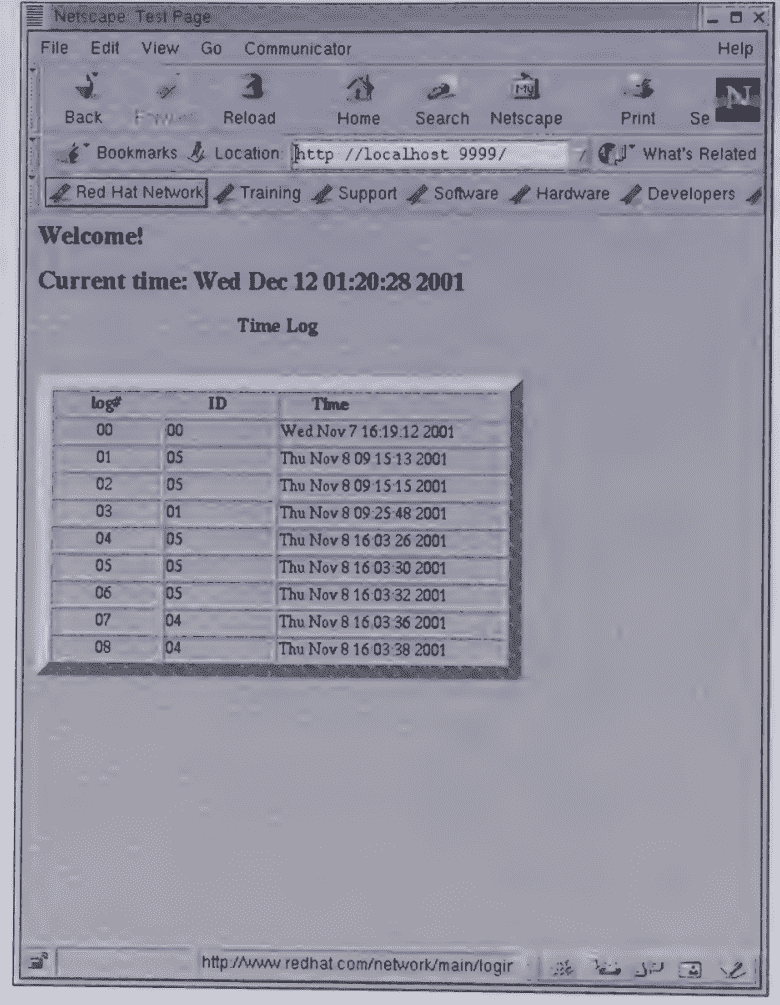 Netscape: Test Page
File Edit View Go Communicator Help
Back Forward Reload Home Search Netscape Print Se
Bookmarks Location http //localhost 9999/ What's Related
Red Hat Network Training Support Software Hardware Developers
Welcome!
Current time: Wed Dec 12 01:20:28 2001
Time Log
log# ID Time
00 00 Wed Nov 7 16:19:12 2001
01 05 Thu Nov 8 09 15:13 2001
02 05 Thu Nov 8 09:15:15 2001
03 01 Thu Nov 8 09:25:48 2001
04 05 Thu Nov 8 16 03 26 2001
05 05 Thu Nov 8 16 03 30 2001
06 05 Thu Nov 8 16 03 32 2001
07 04 Thu Nov 8 16.03 36 2001
08 04 Thu Nov 8 16 03 38 2001
http://www redhat com/network/main/logir